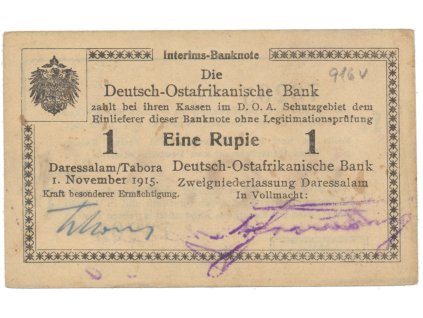 Interims-Banknote
916 v
Die
Deutsch-Ostafrikanische Bank
zahlt bei ihren Kassen im D. O. A. Schutzgebiet dem
Einlieferer dieser Banknote ohne Legitimationsprüfung
1 Eine Rupie 1
Daressalam/Tabora Deutsch-Ostafrikanische Bank
1. November 1915. Zweigniederlassung Daressalam
Kraft besonderer Ermächtigung. In Vollmacht: